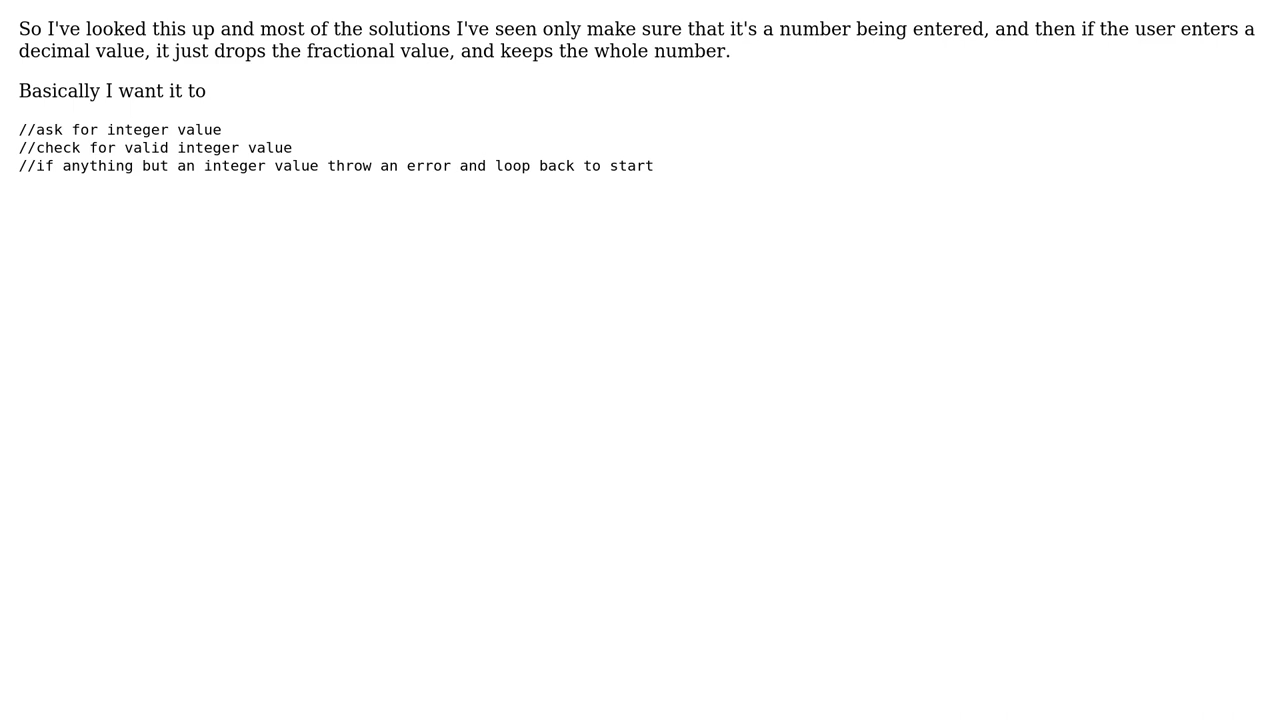 So I've looked this up and most of the solutions I've seen only make sure that it's a number being entered, and then if the user enters a
decimal value, it just drops the fractional value, and keeps the whole number.
Basically I want it to
//ask for integer value
//check for valid integer value
//if anything but an integer value throw an error and loop back to start